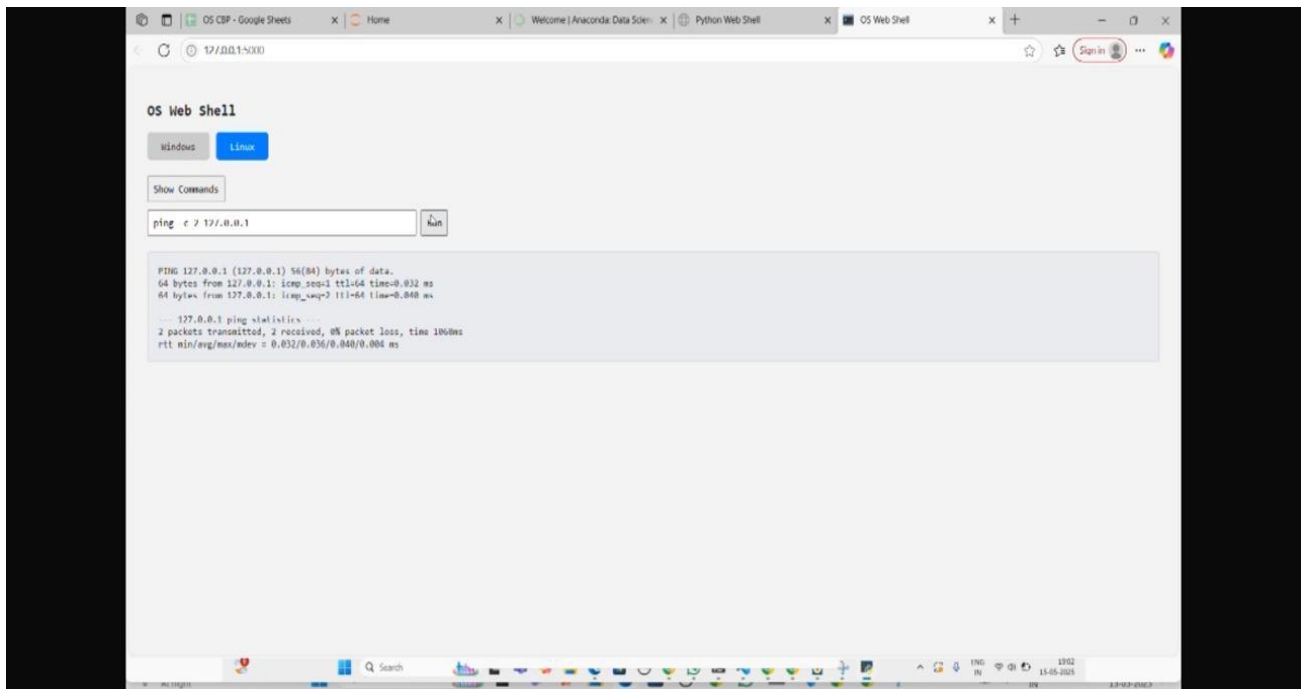 OS CBP - Google Sheets
Home
Welcome | Anaconda: Data Scien
Python Web Shell
OS Web Shell
127.0.0.1:5000
Sign in
OS Web Shell
Windows Linux
Show Commands
ping -c 2 127.0.0.1 Run
PING 127.0.0.1 (127.0.0.1) 56(84) bytes of data.
64 bytes from 127.0.0.1: icmp_seq=1 ttl=64 time=0.032 ms
64 bytes from 127.0.0.1: icmp_seq=2 ttl=64 time=0.040 ms
--- 127.0.0.1 ping statistics ---
2 packets transmitted, 2 received, 0% packet loss, time 1060ms
rtt min/avg/max/mdev = 0.032/0.036/0.040/0.004 ms
Search
ENG
IN
19:02
15-05-2025